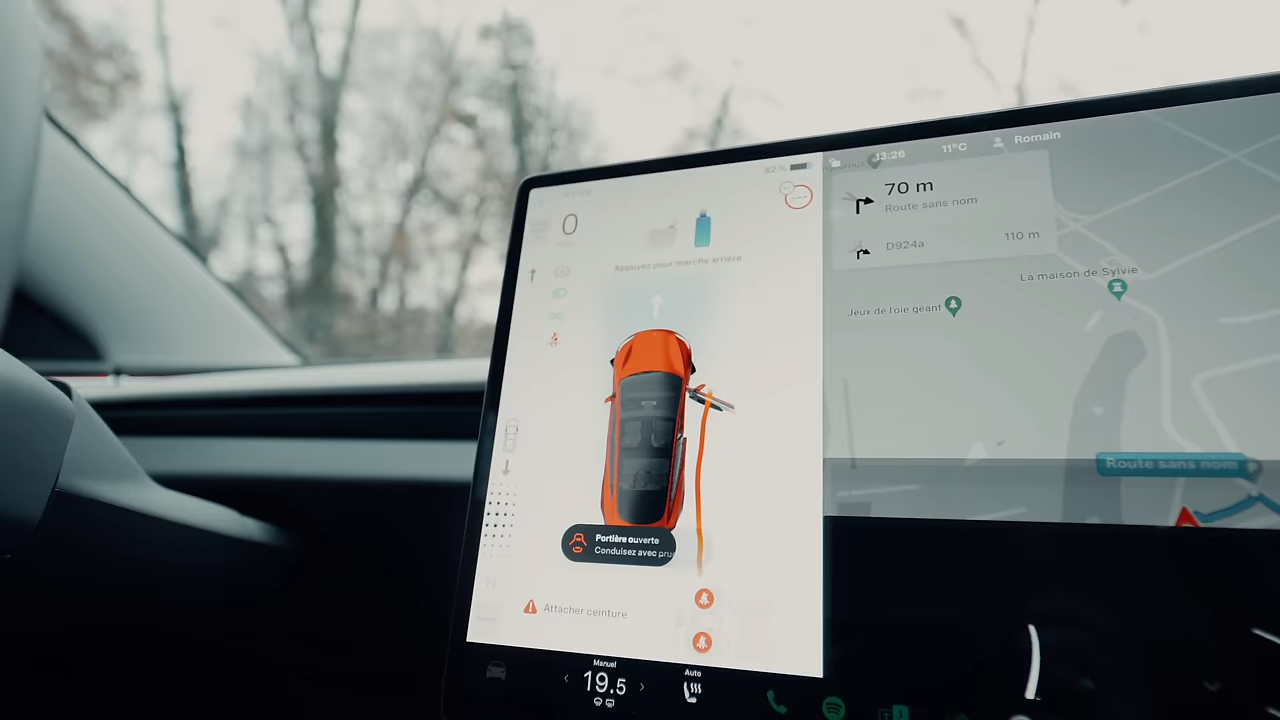 82 %
13:26
11°C
Romain
0
70 m
Route sans nom
D924a
110 m
Appuyez pour marche arrière
La maison de Sylvie
Jeux de l'oie géant
Route sans nom
Portière ouverte
Conduisez avec pru
Attacher ceinture
N
Manuel
19.5
Auto